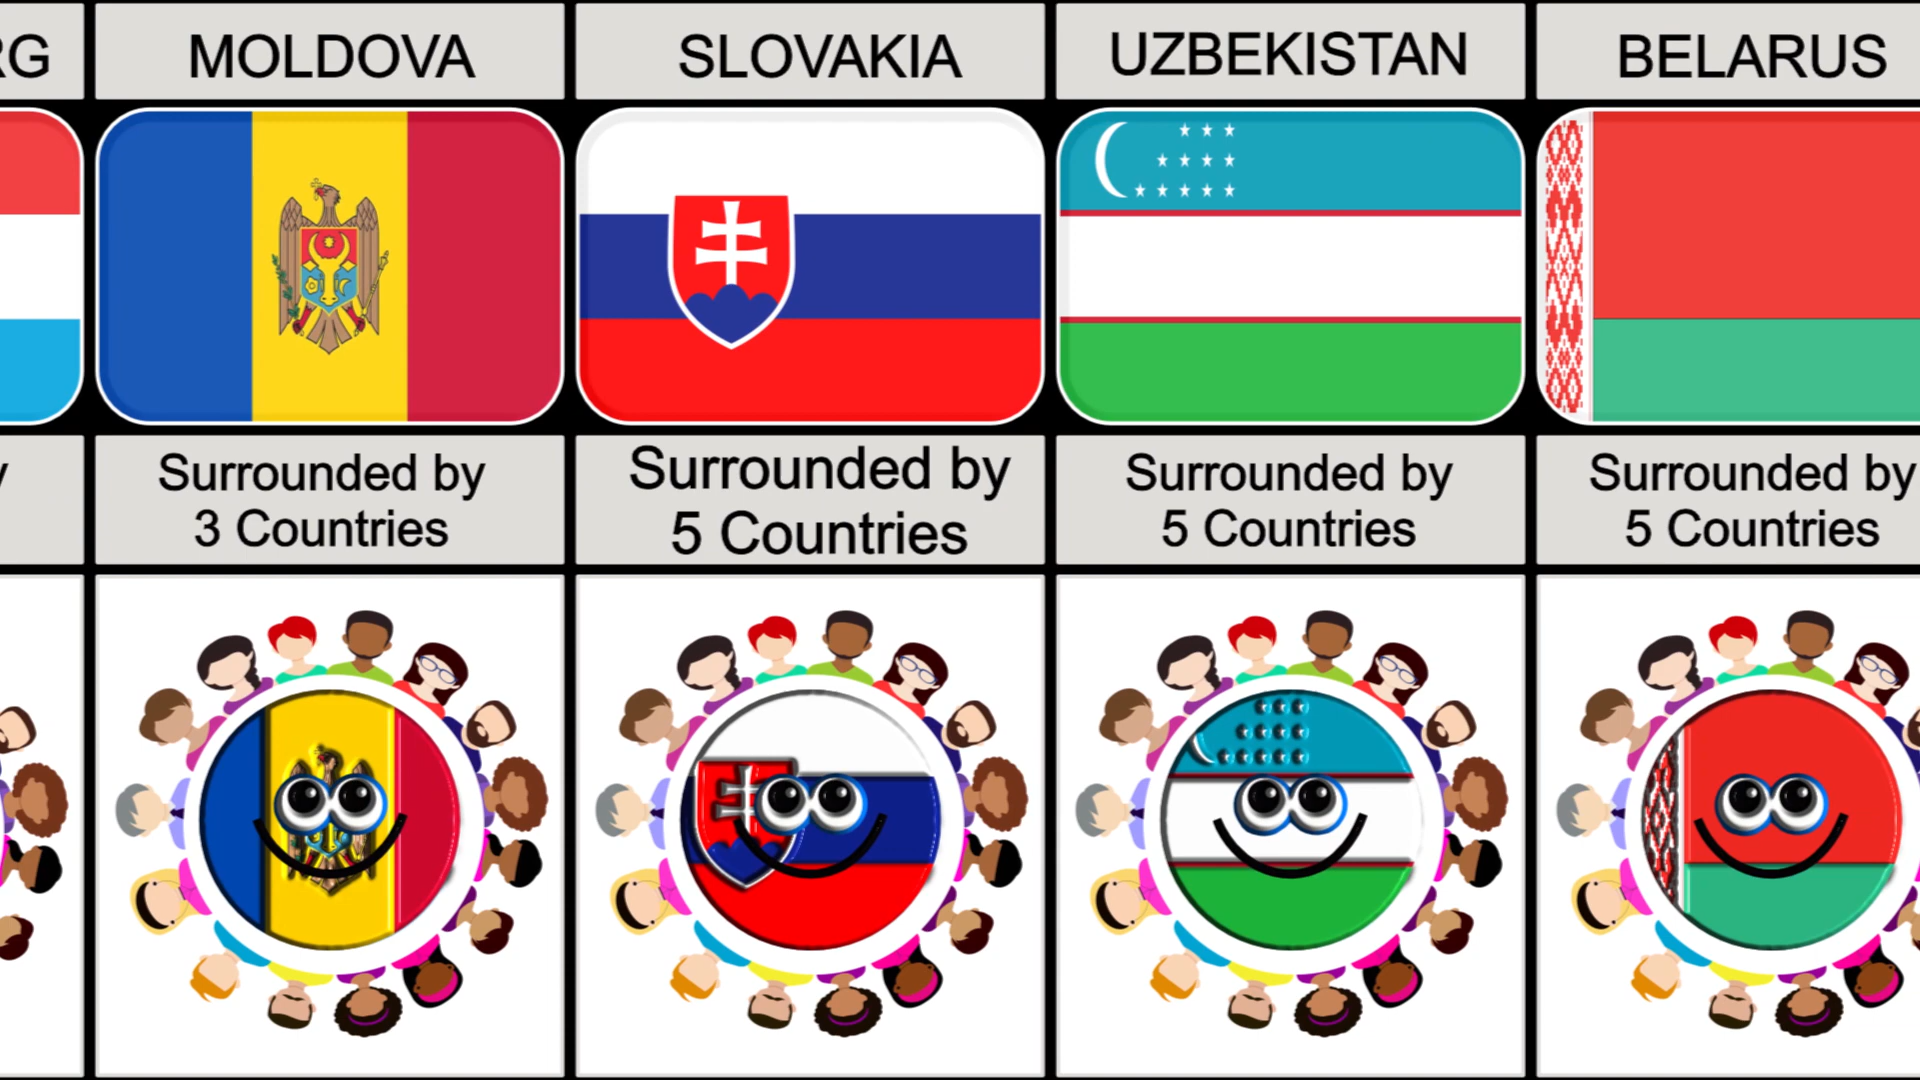 RG
MOLDOVA
SLOVAKIA
UZBEKISTAN
BELARUS
y
Surrounded by
3 Countries
Surrounded by
5 Countries
Surrounded by
5 Countries
Surrounded by
5 Countries